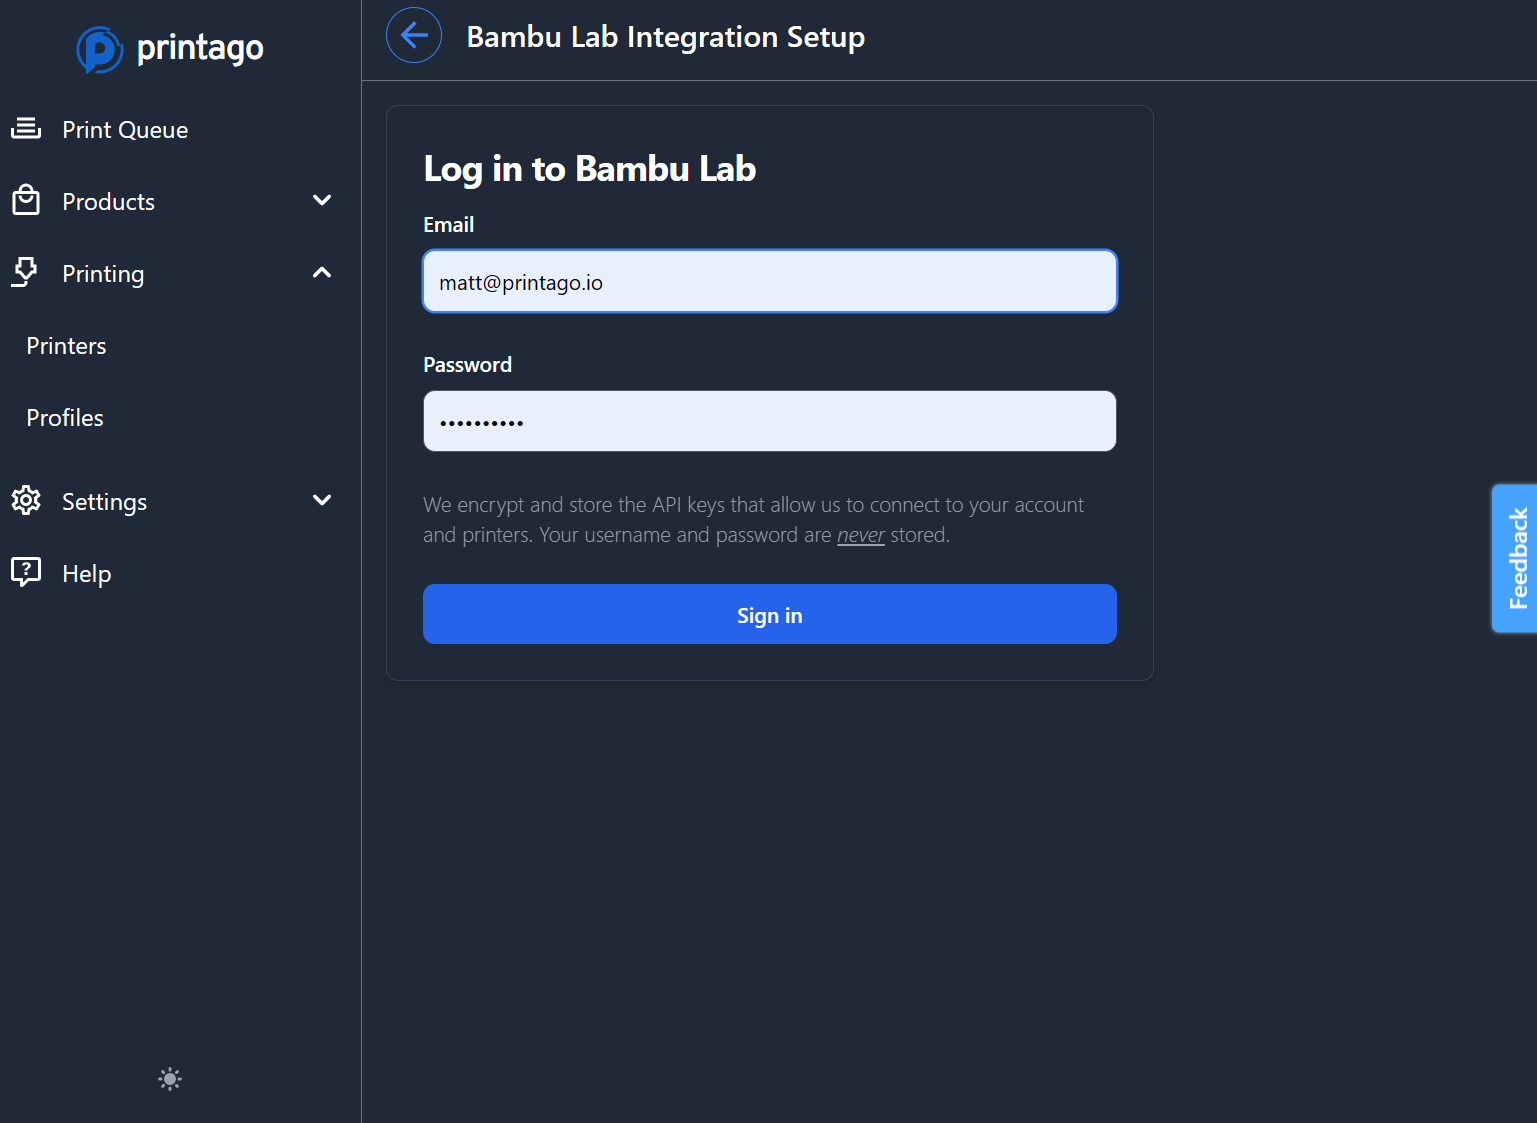 printago
Print Queue
Products
Printing
Printers
Profiles
Settings
Help
Bambu Lab Integration Setup
Log in to Bambu Lab
Email
matt@printago.io
Password
••••••••••
We encrypt and store the API keys that allow us to connect to your account
and printers. Your username and password are never stored.
Sign in
Feedback